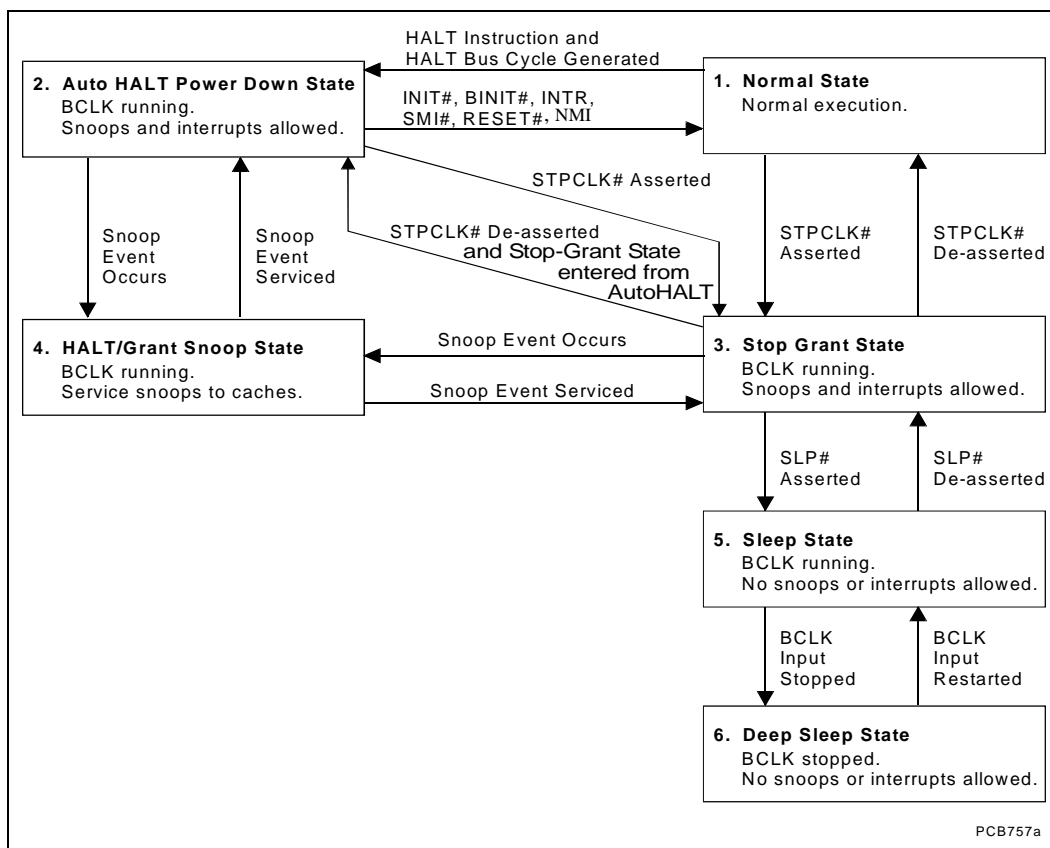 HALT Instruction and
HALT Bus Cycle Generated
2. Auto HALT Power Down State
BCLK running.
Snoops and interrupts allowed.
1. Normal State
Normal execution.
INIT#, BINIT#, INTR,
SMI#, RESET#, NMI
STPCLK# Asserted
STPCLK# De-asserted
and Stop-Grant State
entered from
AutoHALT
Snoop
Event
Occurs
Snoop
Event
Serviced
STPCLK#
Asserted
STPCLK#
De-asserted
4. HALT/Grant Snoop State
BCLK running.
Service snoops to caches.
Snoop Event Occurs
Snoop Event Serviced
3. Stop Grant State
BCLK running.
Snoops and interrupts allowed.
SLP#
Asserted
SLP#
De-asserted
5. Sleep State
BCLK running.
No snoops or interrupts allowed.
BCLK
Input
Stopped
BCLK
Input
Restarted
6. Deep Sleep State
BCLK stopped.
No snoops or interrupts allowed.
PCB757a